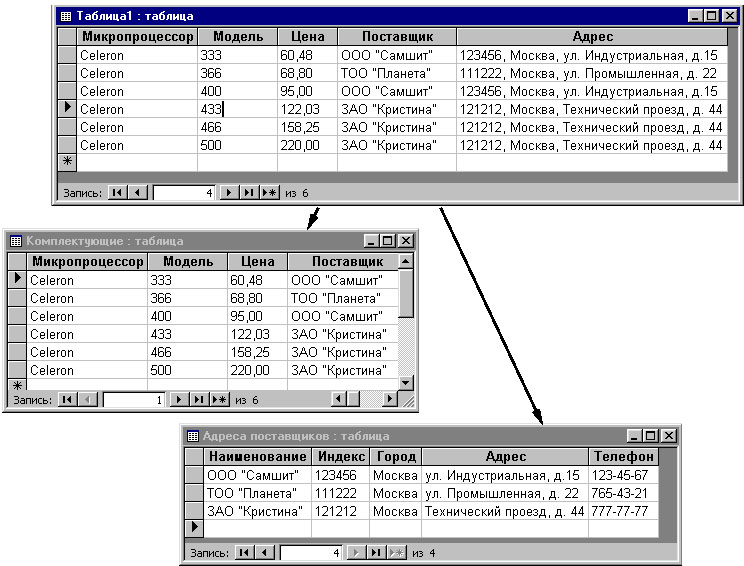 Таблица1 : таблица
Микропроцессор Модель Цена Поставщик Адрес
Celeron 333 60,48 ООО "Самшит" 123456, Москва, ул. Индустриальная, д.15
Celeron 366 68,80 ТОО "Планета" 111222, Москва, ул. Промышленная, д. 22
Celeron 400 95,00 ООО "Самшит" 123456, Москва, ул. Индустриальная, д.15
Celeron 433 122,03 ЗАО "Кристина" 121212, Москва, Технический проезд, д. 44
Celeron 466 158,25 ЗАО "Кристина" 121212, Москва, Технический проезд, д. 44
Celeron 500 220,00 ЗАО "Кристина" 121212, Москва, Технический проезд, д. 44
Запись: 4 из 6
Комплектующие : таблица
Микропроцессор Модель Цена Поставщик
Celeron 333 60,48 ООО "Самшит"
Celeron 366 68,80 ТОО "Планета"
Celeron 400 95,00 ООО "Самшит"
Celeron 433 122,03 ЗАО "Кристина"
Celeron 466 158,25 ЗАО "Кристина"
Celeron 500 220,00 ЗАО "Кристина"
Запись: 1 из 6
Адреса поставщиков : таблица
Наименование Индекс Город Адрес Телефон
ООО "Самшит" 123456 Москва ул. Индустриальная, д.15 123-45-67
ТОО "Планета" 111222 Москва ул. Промышленная, д. 22 765-43-21
ЗАО "Кристина" 121212 Москва Технический проезд, д. 44 777-77-77
Запись: 4 из 4